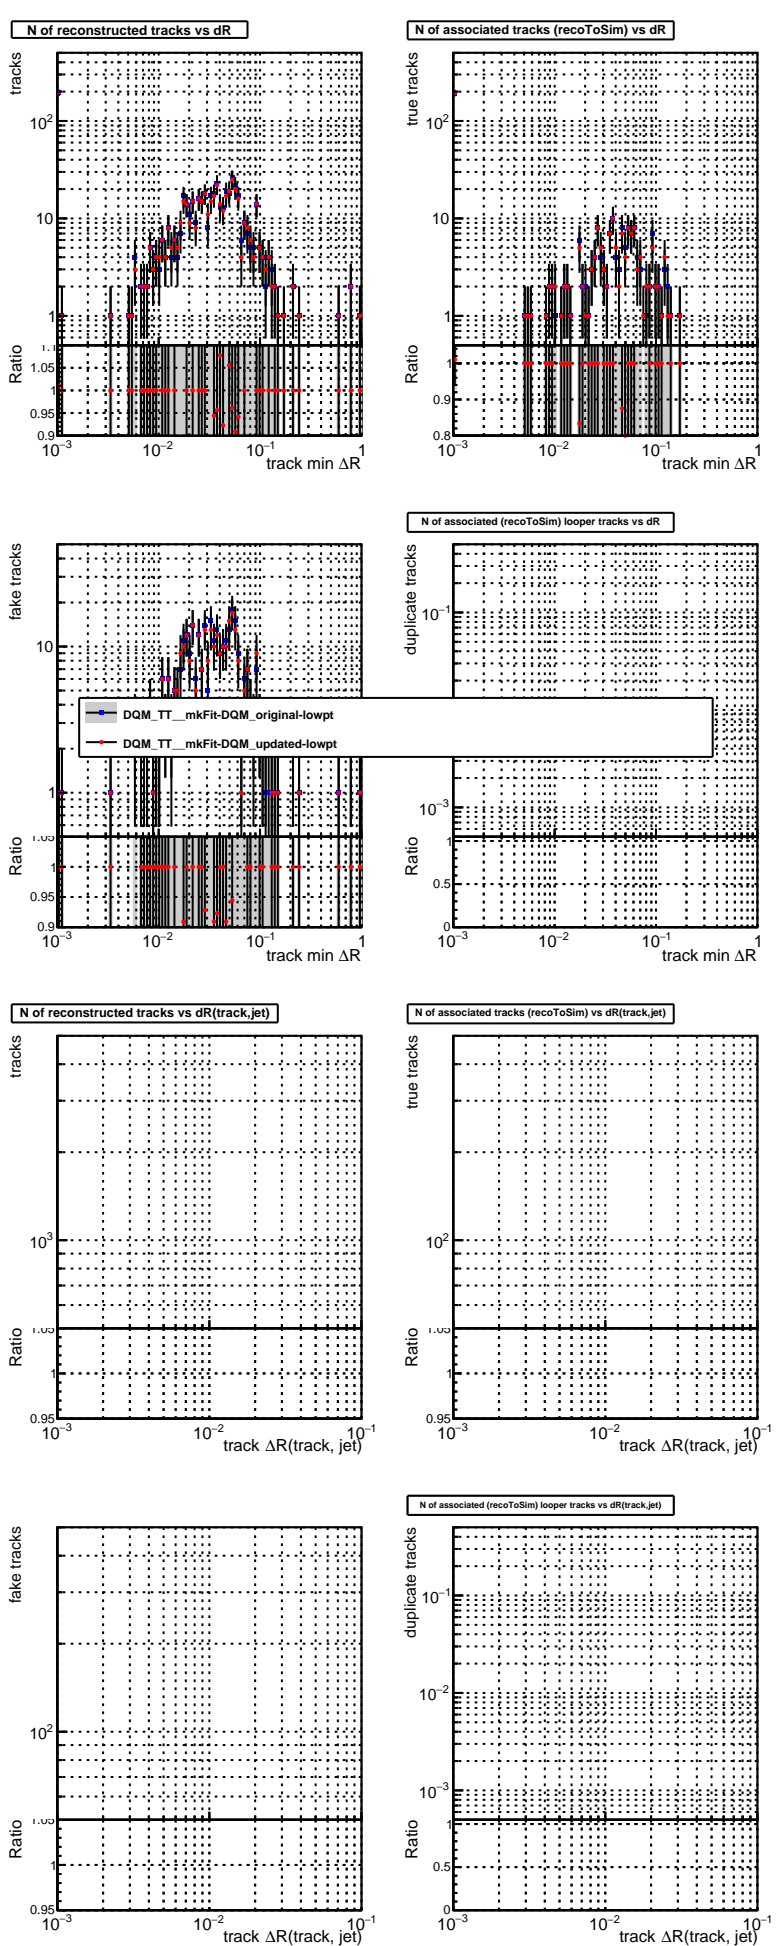 N of reconstructed tracks vs dR
tracks
10²
10
1
Ratio
1.1
1.05
1
0.95
0.9
10⁻³
10⁻²
10⁻¹
1
track min ΔR
N of associated tracks (recoToSim) vs dR
true tracks
10²
10
1
Ratio
1
0.9
0.8
10⁻³
10⁻²
10⁻¹
1
track min ΔR
fake tracks
10
1
Ratio
1.05
1
0.95
0.9
10⁻³
10⁻²
10⁻¹
1
track min ΔR
N of associated (recoToSim) looper tracks vs dR
duplicate tracks
10⁻¹
10⁻³
Ratio
1
0.5
0
10⁻³
10⁻²
10⁻¹
1
track min ΔR
DQM_TT__mkFit-DQM_original-lowpt
DQM_TT__mkFit-DQM_updated-lowpt
N of reconstructed tracks vs dR(track,jet)
tracks
10³
Ratio
1.05
1
0.95
10⁻³
10⁻²
10⁻¹
track ΔR(track, jet)
N of associated tracks (recoToSim) vs dR(track,jet)
true tracks
10²
Ratio
1.05
1
0.95
10⁻³
10⁻²
10⁻¹
track ΔR(track, jet)
fake tracks
10²
Ratio
1.05
1
0.95
10⁻³
10⁻²
10⁻¹
track ΔR(track, jet)
N of associated (recoToSim) looper tracks vs dR(track,jet)
duplicate tracks
10⁻¹
10⁻²
10⁻³
Ratio
1
0.5
0
10⁻³
10⁻²
10⁻¹
track ΔR(track, jet)